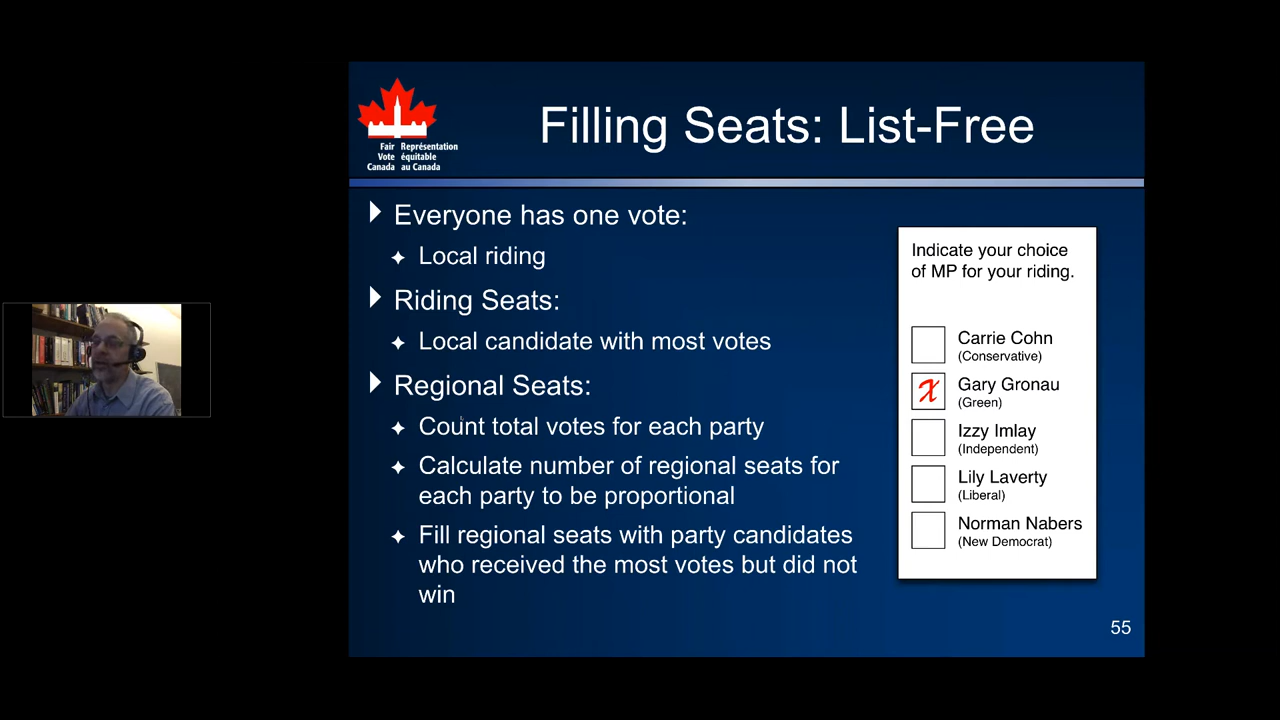 Fair Représentation
Vote équitable
Canada au Canada
Filling Seats: List-Free
Everyone has one vote:
Local riding
Riding Seats:
Local candidate with most votes
Regional Seats:
Count total votes for each party
Calculate number of regional seats for
each party to be proportional
Fill regional seats with party candidates
who received the most votes but did not
win
Indicate your choice
of MP for your riding.
Carrie Cohn
(Conservative)
X Gary Gronau
(Green)
Izzy Imlay
(Independent)
Lily Laverty
(Liberal)
Norman Nabers
(New Democrat)
55